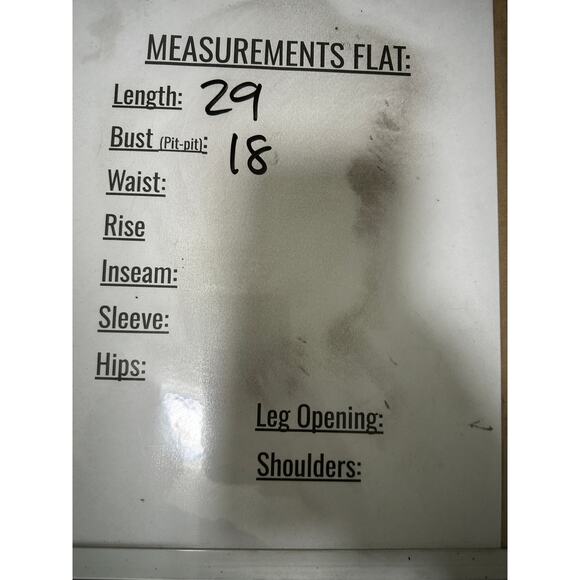 MEASUREMENTS FLAT:
Length: 29
Bust (Pit-pit): 18
Waist:
Rise
Inseam:
Sleeve:
Hips:
Leg Opening:
Shoulders: